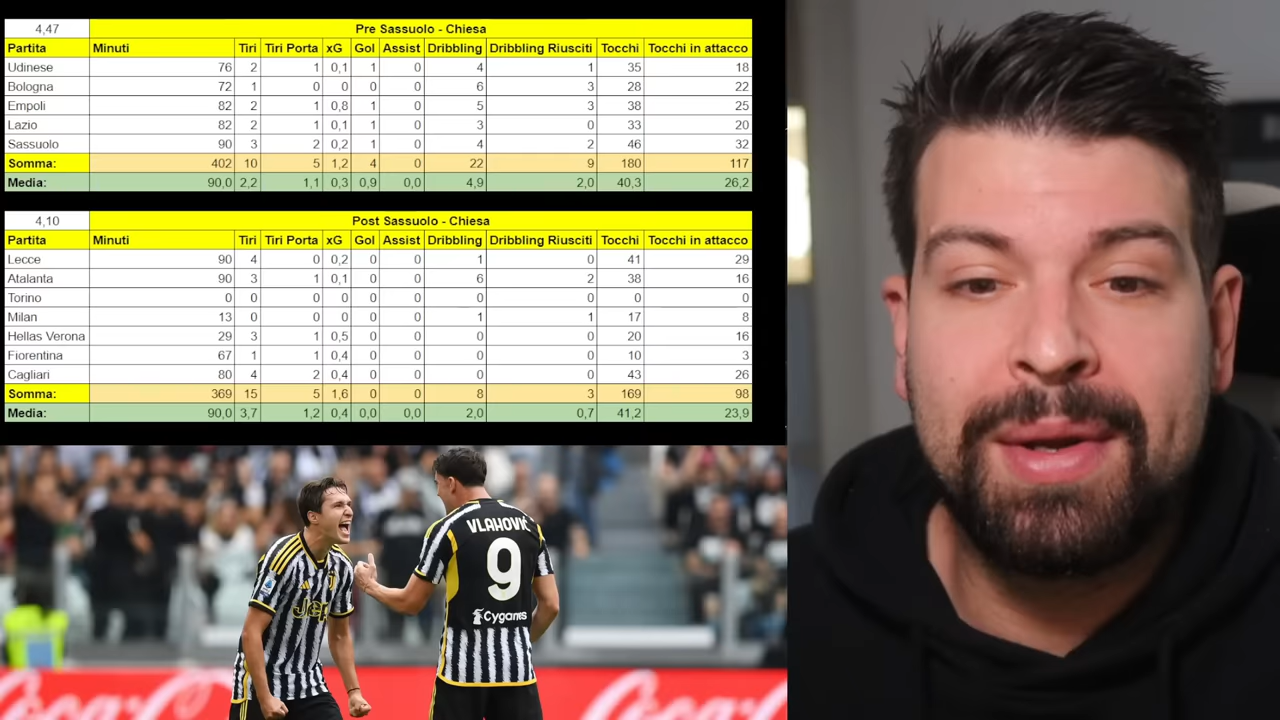 4,47 Pre Sassuolo - Chiesa
Partita Minuti Tiri Tiri Porta xG Gol Assist Dribbling Dribbling Riusciti Tocchi Tocchi in attacco
Udinese 76 2 1 0,1 1 0 4 1 35 18
Bologna 72 1 0 0 0 0 6 3 28 22
Empoli 82 2 1 0,8 1 0 5 3 38 25
Lazio 82 2 1 0,1 1 0 3 0 33 20
Sassuolo 90 3 2 0,2 1 0 4 2 46 32
Somma: 402 10 5 1,2 4 0 22 9 180 117
Media: 90,0 2,2 1,1 0,3 0,9 0,0 4,9 2,0 40,3 26,2
4,10 Post Sassuolo - Chiesa
Partita Minuti Tiri Tiri Porta xG Gol Assist Dribbling Dribbling Riusciti Tocchi Tocchi in attacco
Lecce 90 4 0 0,2 0 0 1 0 41 29
Atalanta 90 3 1 0,1 0 0 6 2 38 16
Torino 0 0 0 0 0 0 0 0 0 0
Milan 13 0 0 0 0 0 1 1 17 8
Hellas Verona 29 3 1 0,5 0 0 0 0 20 16
Fiorentina 67 1 1 0,4 0 0 0 0 10 3
Cagliari 80 4 2 0,4 0 0 0 0 43 26
Somma: 369 15 5 1,6 0 0 8 3 169 98
Media: 90,0 3,7 1,2 0,4 0,0 0,0 2,0 0,7 41,2 23,9
VLAHOVIĆ
9
Cygames
Jeep
Coca-Cola